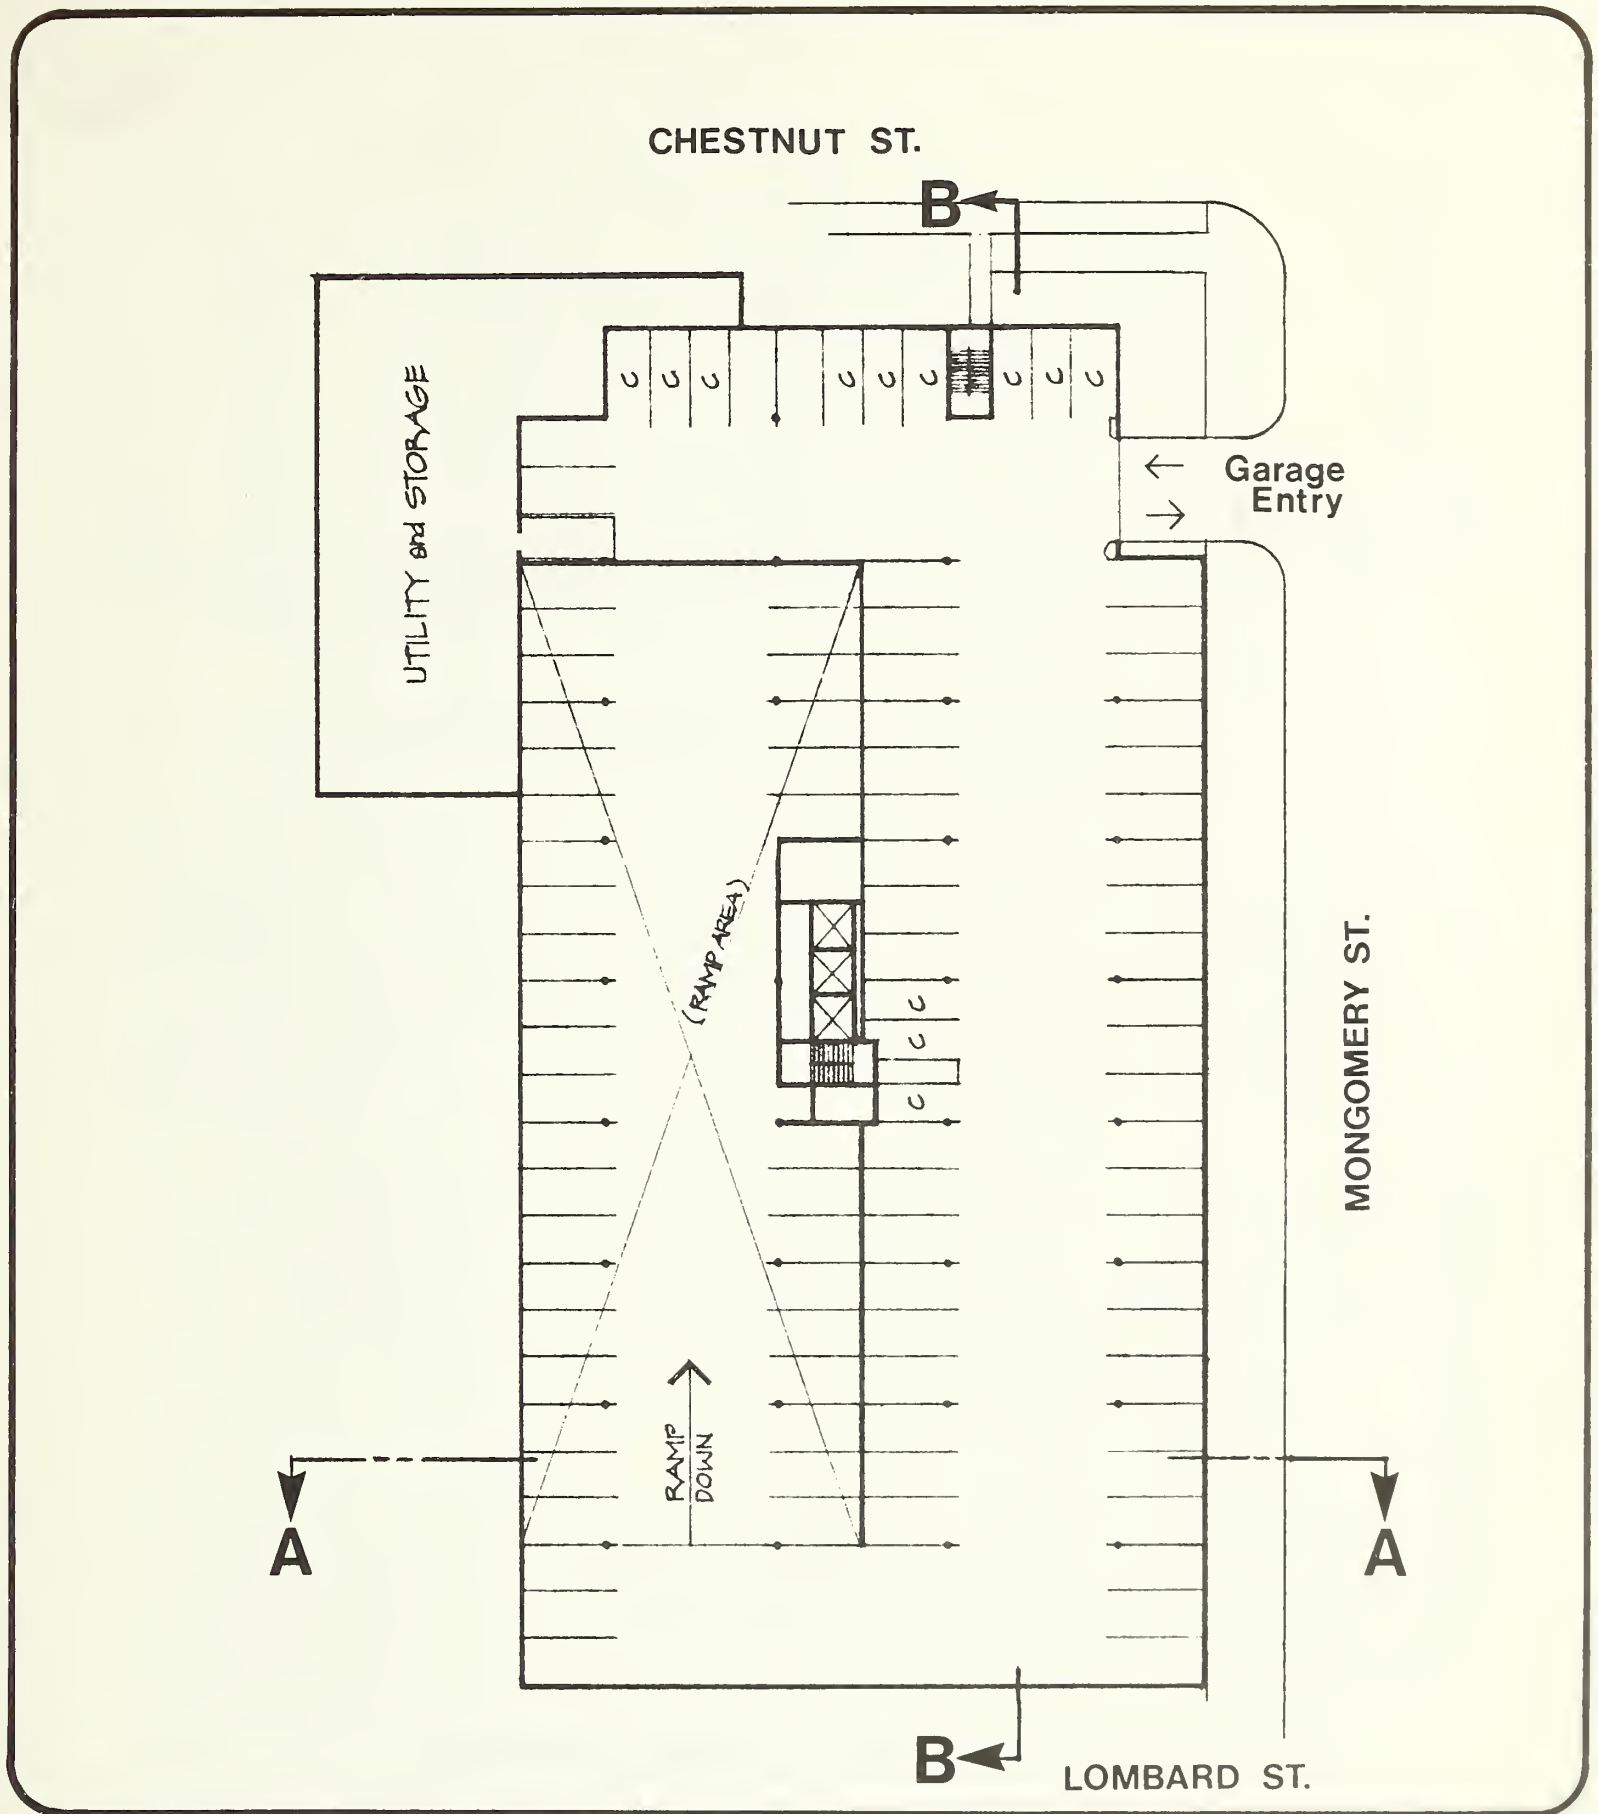 CHESTNUT ST.
B
C C C C C C C C C
UTILITY and STORAGE
Garage
Entry
(RAMP AREA)
C
C
C
MONGOMERY ST.
RAMP
DOWN
A
A
B
LOMBARD ST.